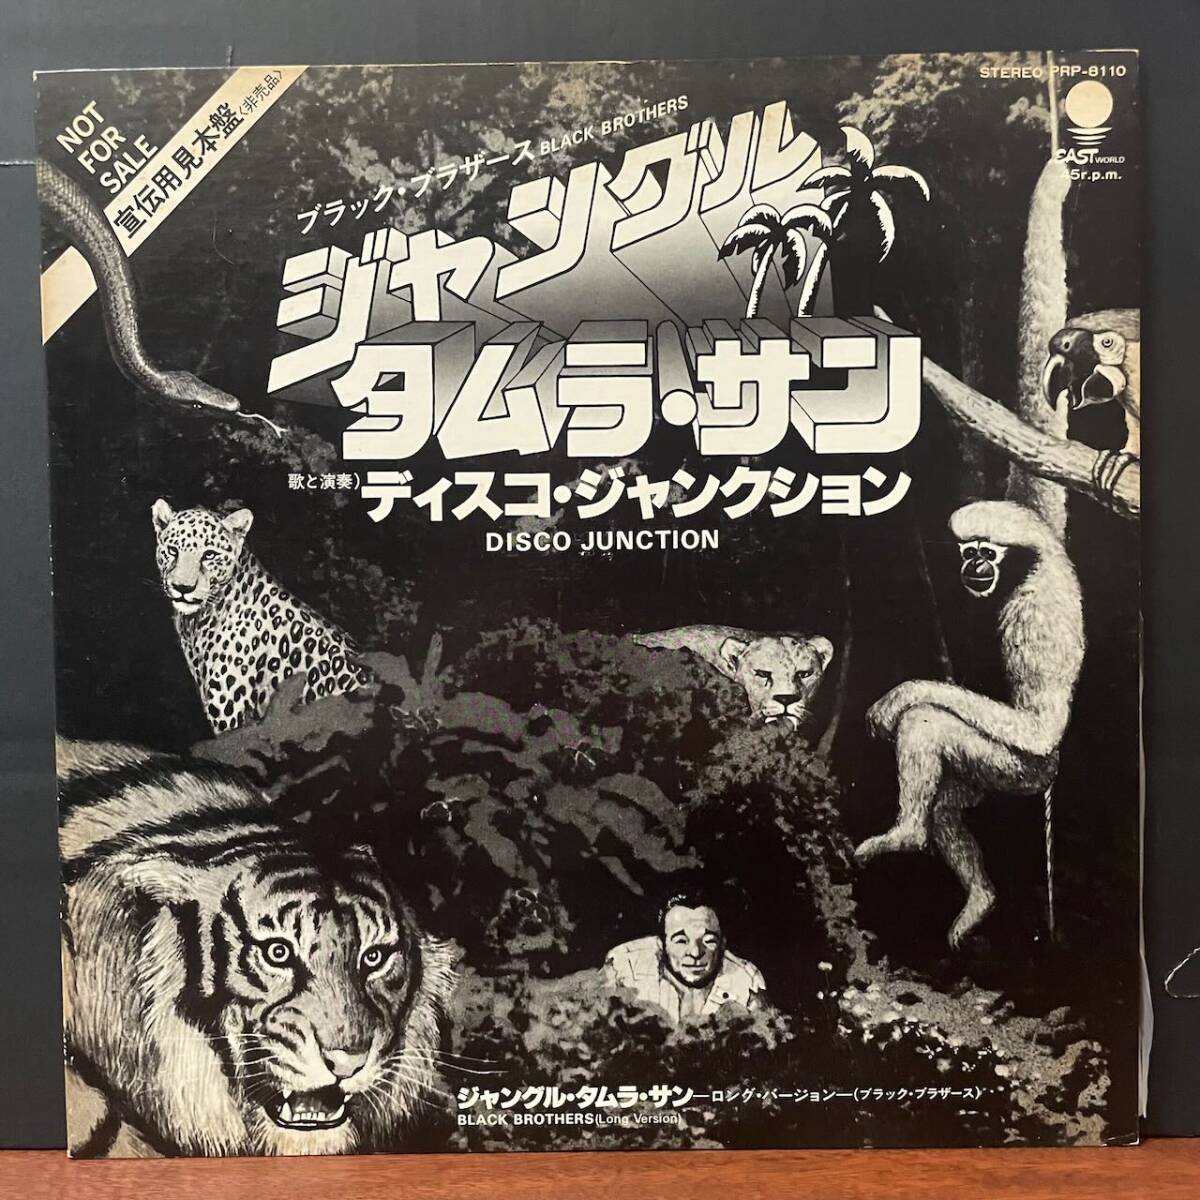 NOT
FOR
SALE
宣伝用見本盤〈非売品〉
STEREO PRP-8110
EAST WORLD
45r.p.m.
ブラック・ブラザース BLACK BROTHERS
ジャングル
タムラ・サン
歌と演奏）ディスコ・ジャンクション
DISCO JUNCTION
ジャングル・タムラ・サン—ロング・バージョン—(ブラック・ブラザース)
BLACK BROTHERS(Long Version)